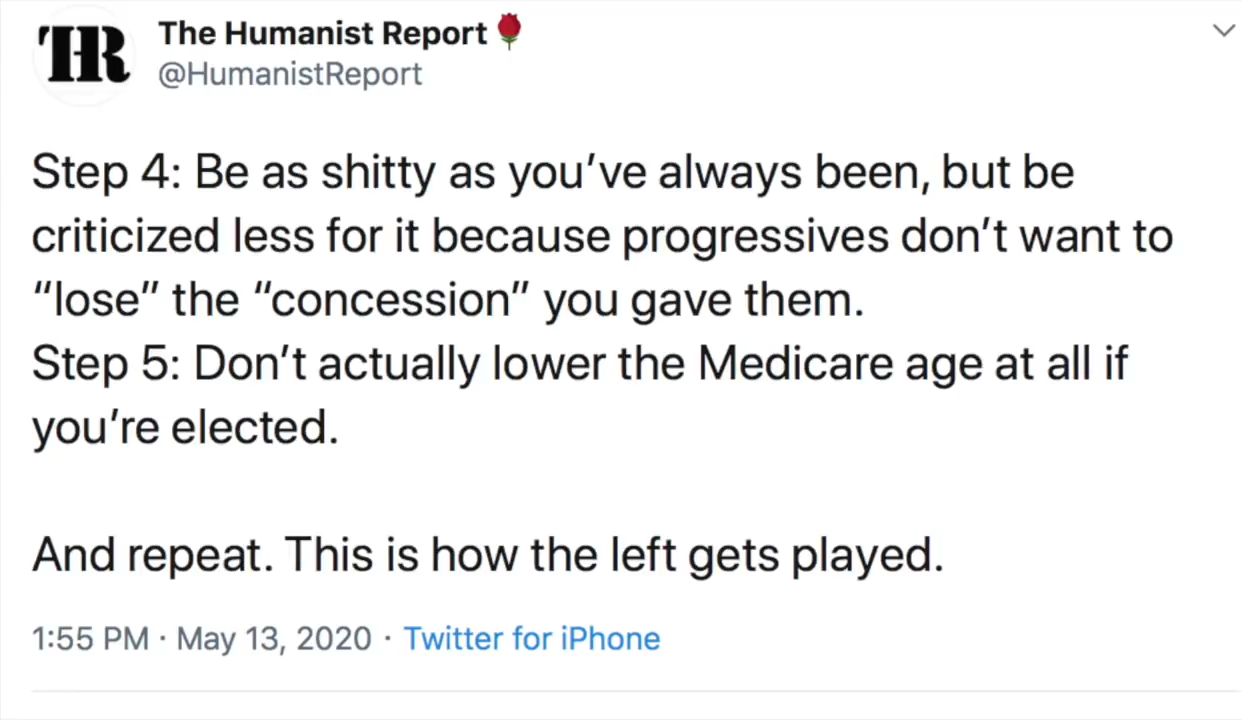 THR
The Humanist Report🌹
@HumanistReport
Step 4: Be as shitty as you’ve always been, but be
criticized less for it because progressives don’t want to
“lose” the “concession” you gave them.
Step 5: Don’t actually lower the Medicare age at all if
you’re elected.
And repeat. This is how the left gets played.
1:55 PM · May 13, 2020 · Twitter for iPhone